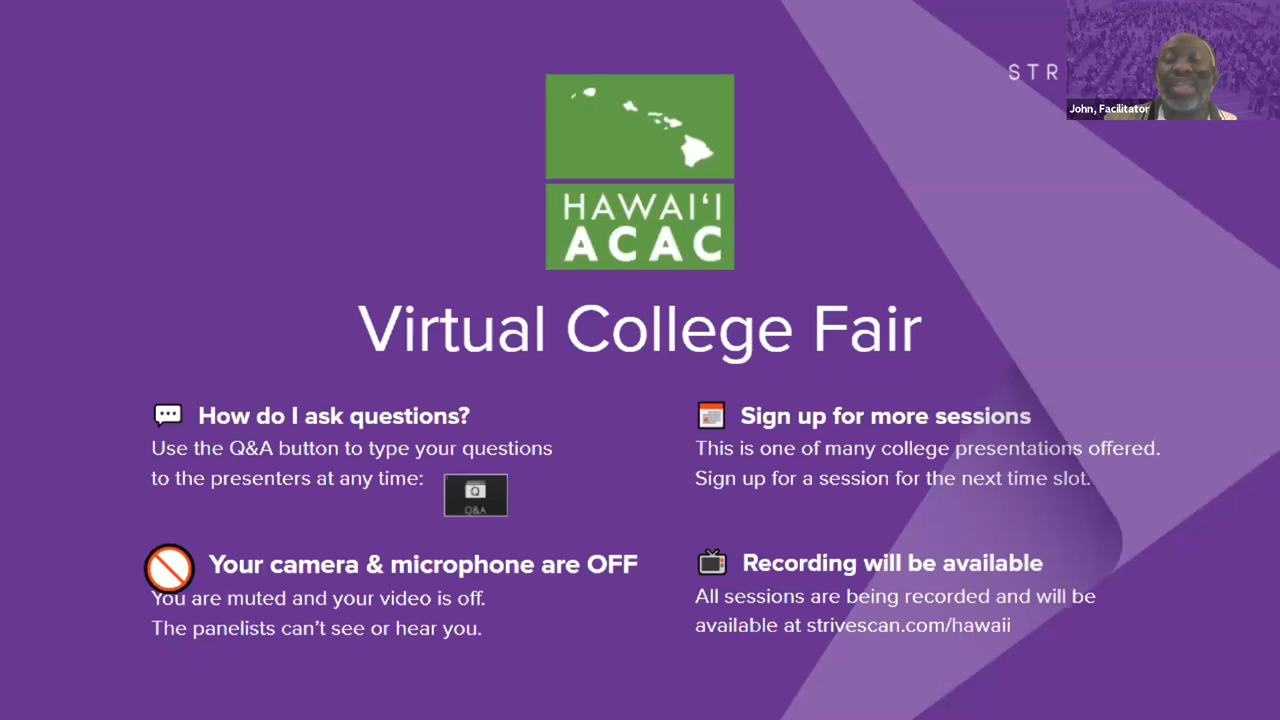 STR
John, Facilitator
HAWAIʻI
ACAC
Virtual College Fair
How do I ask questions?
Use the Q&A button to type your questions
to the presenters at any time:
Q
Q&A
Sign up for more sessions
This is one of many college presentations offered.
Sign up for a session for the next time slot.
Your camera & microphone are OFF
You are muted and your video is off.
The panelists can’t see or hear you.
Recording will be available
All sessions are being recorded and will be
available at strivescan.com/hawaii